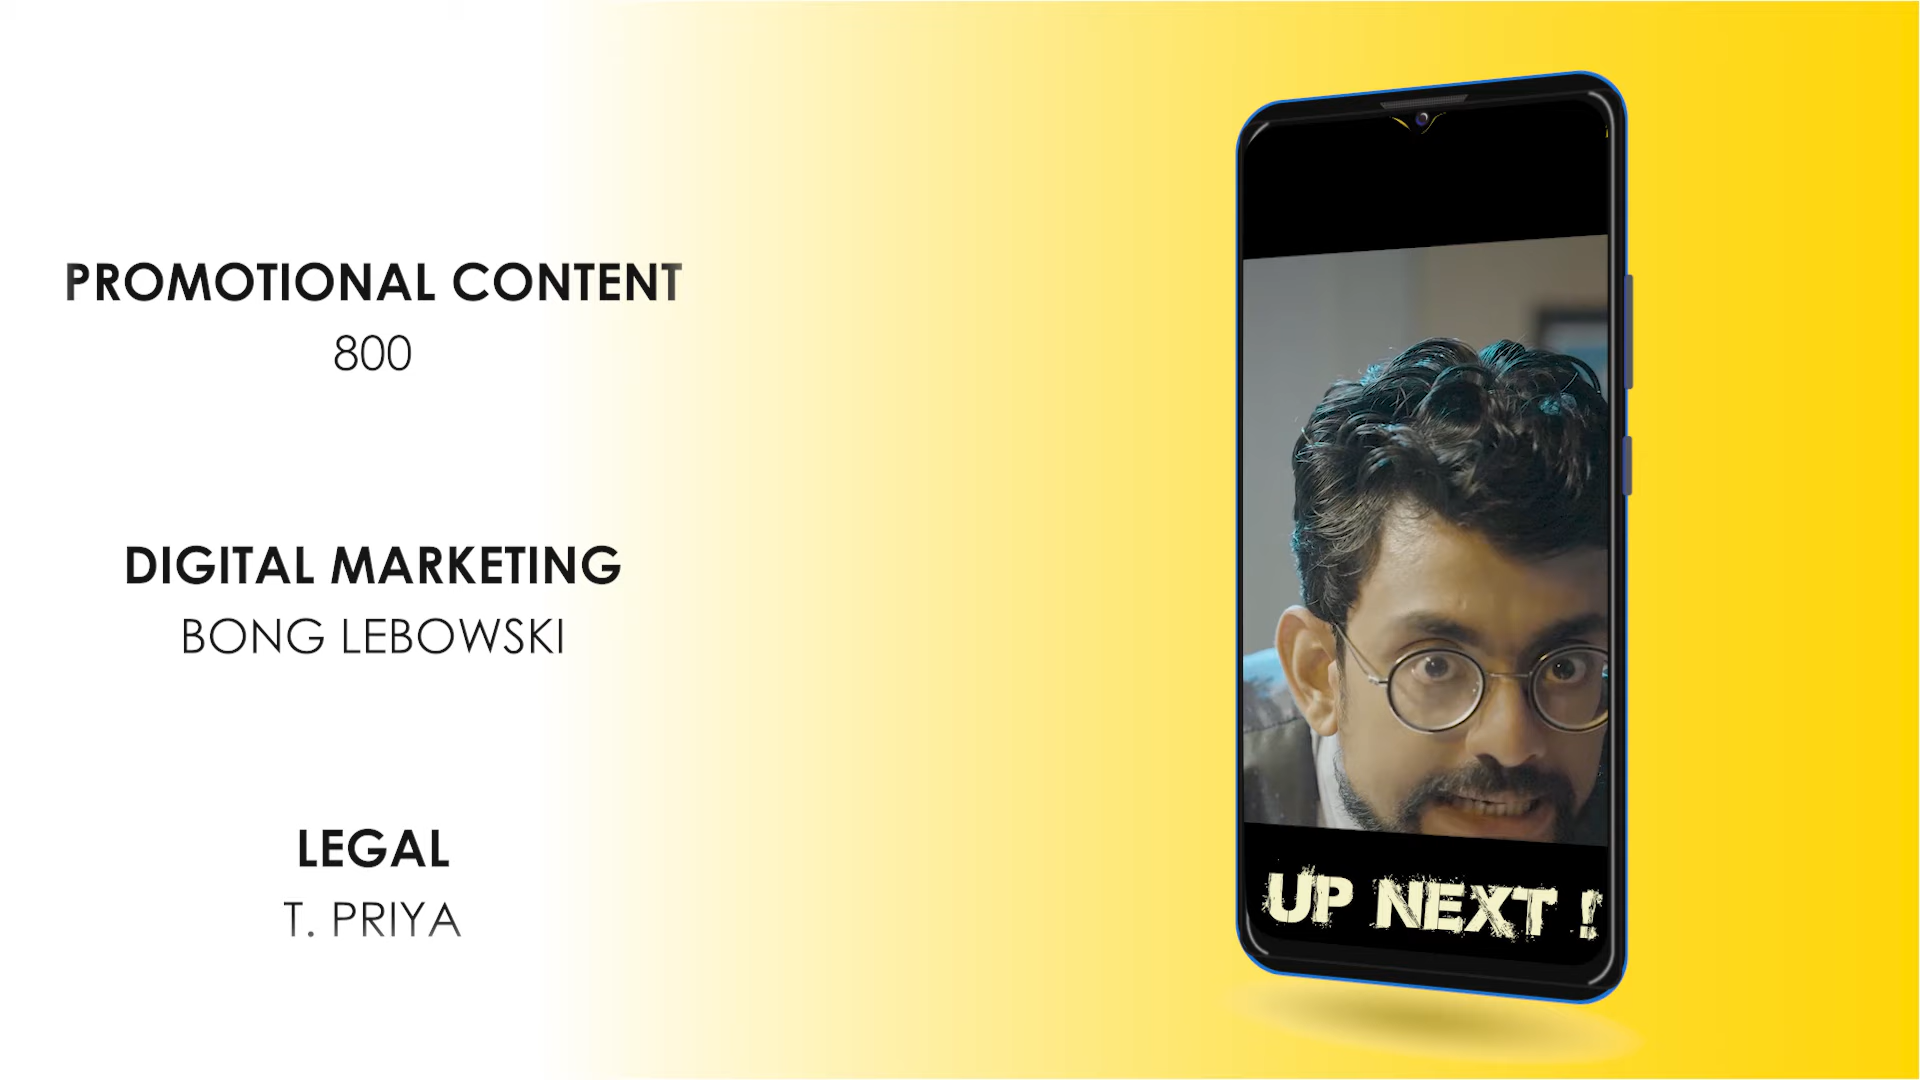 PROMOTIONAL CONTENT
800
DIGITAL MARKETING
BONG LEBOWSKI
LEGAL
T. PRIYA
UP NEXT !